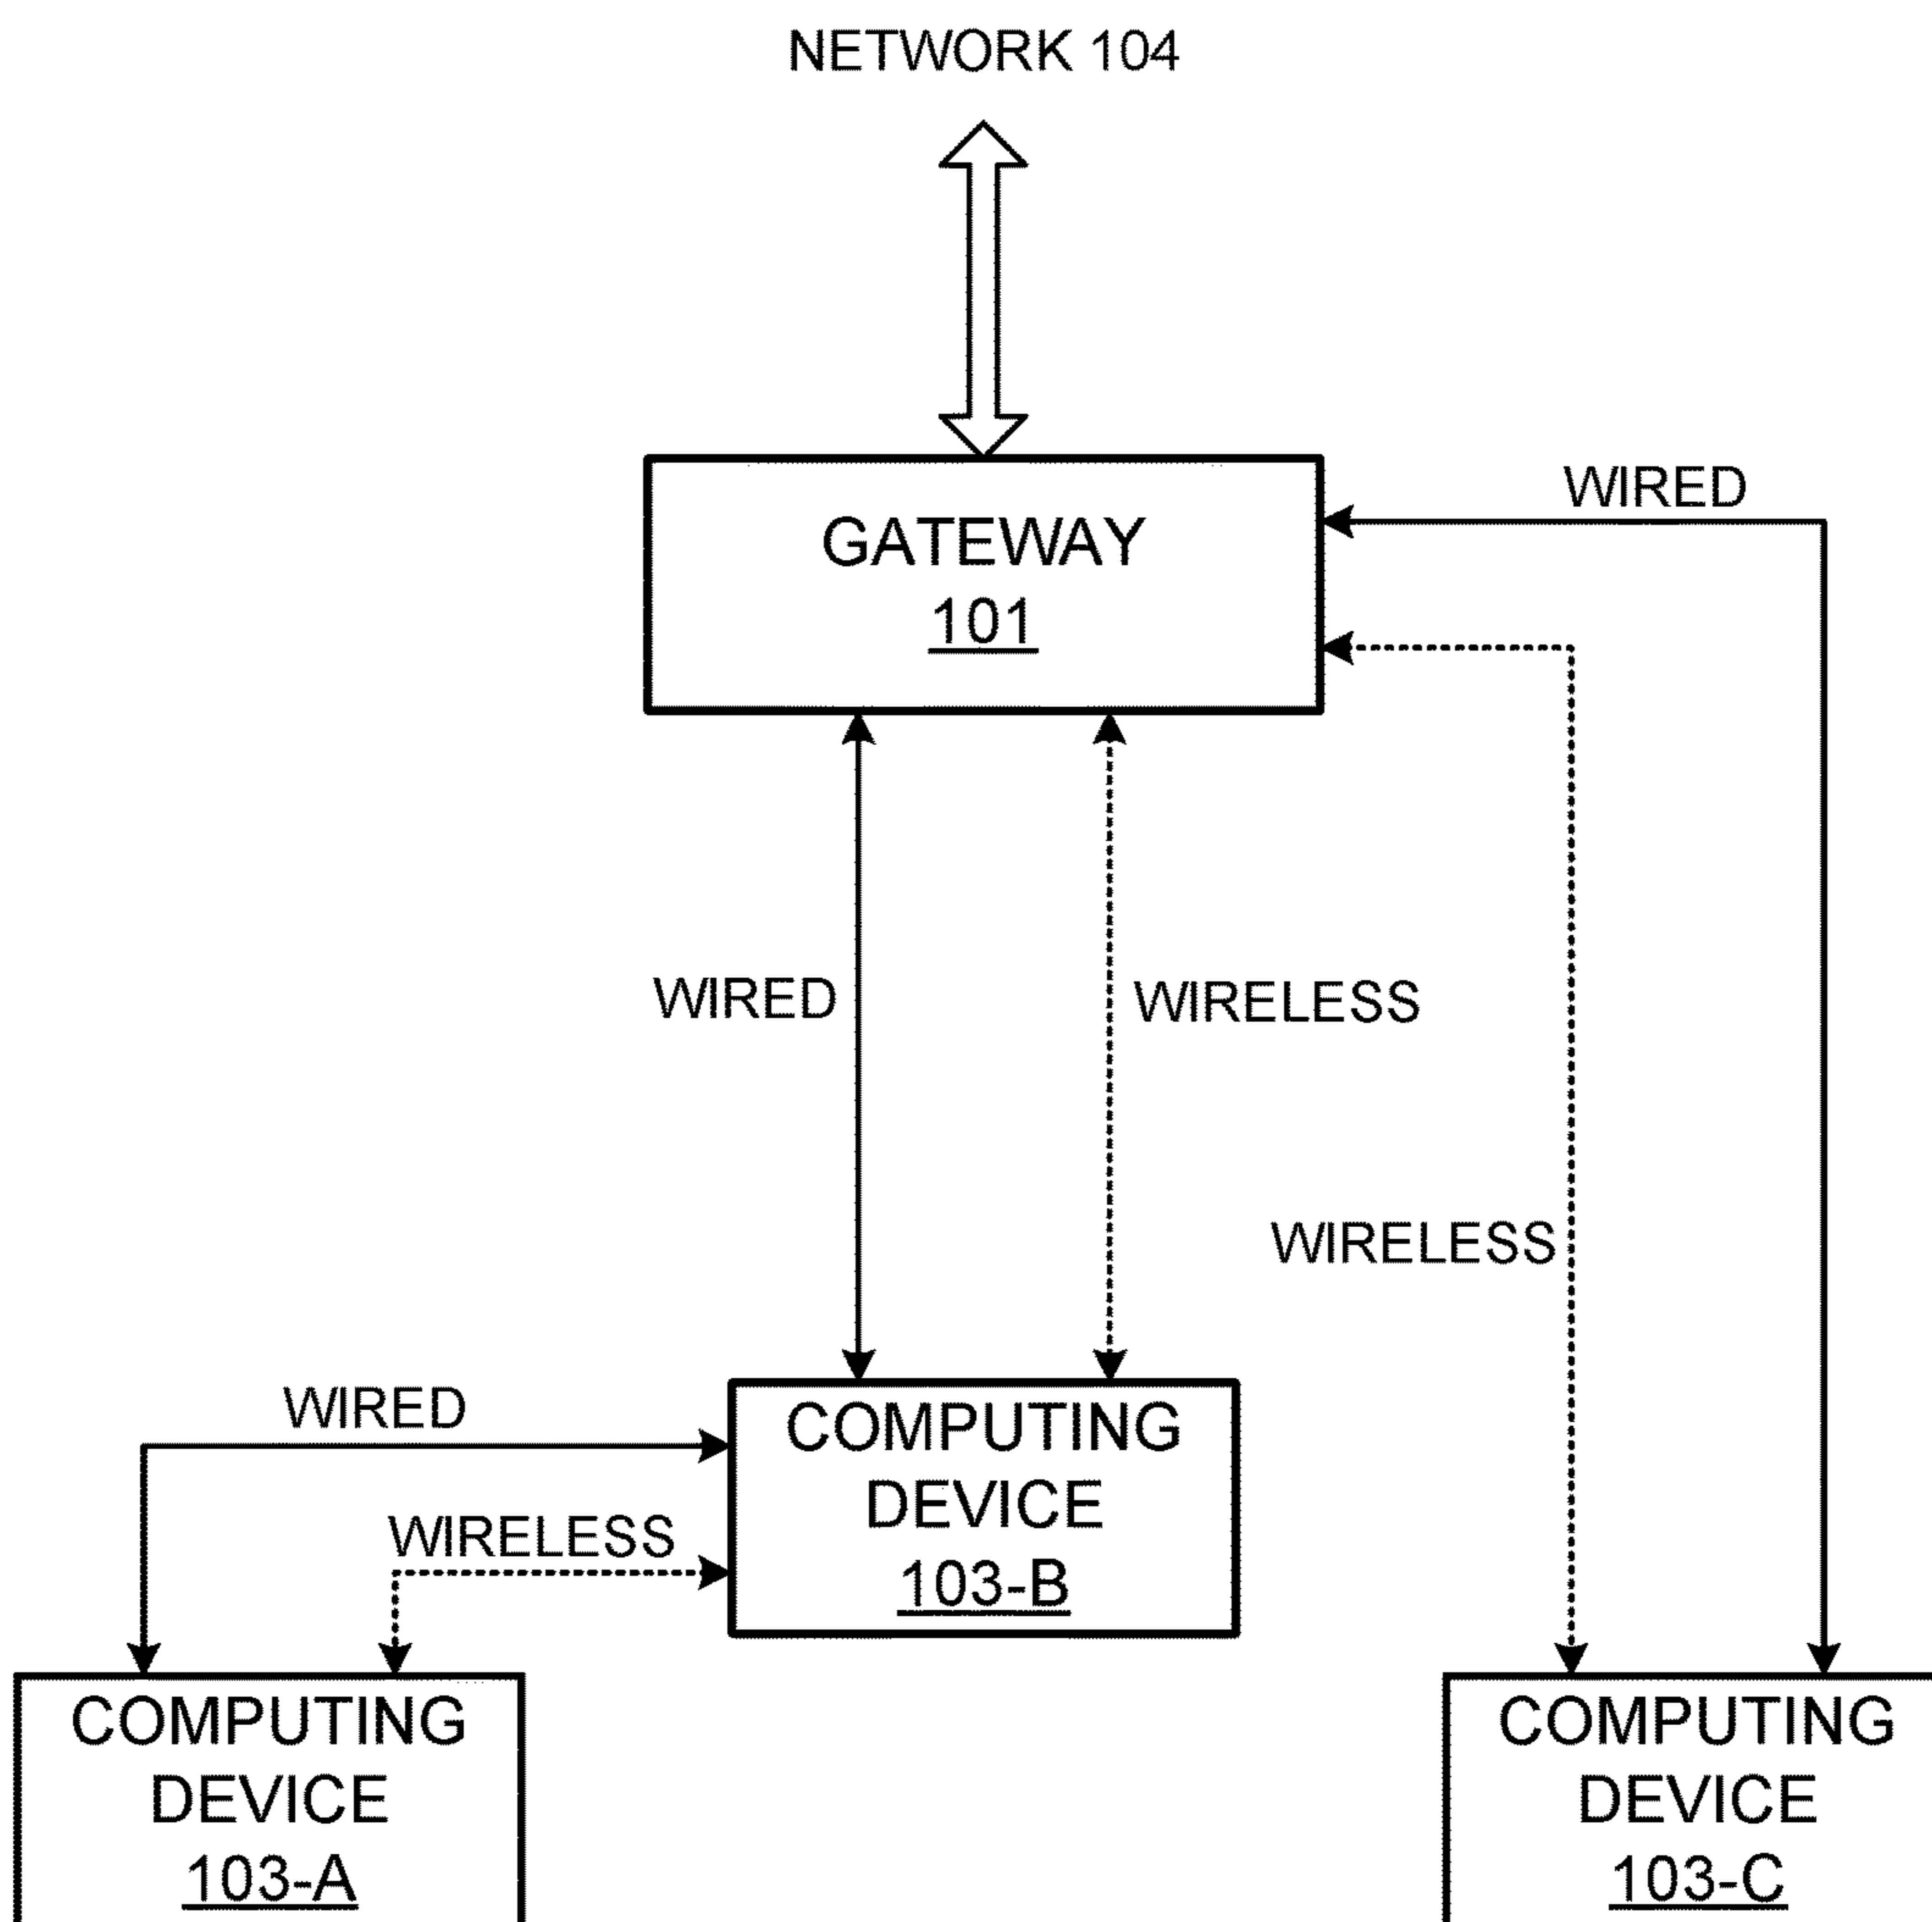 NETWORK 104
WIRED
GATEWAY
101
WIRED
WIRELESS
WIRELESS
WIRED
COMPUTING
DEVICE
103-B
WIRELESS
COMPUTING
DEVICE
103-A
COMPUTING
DEVICE
103-C